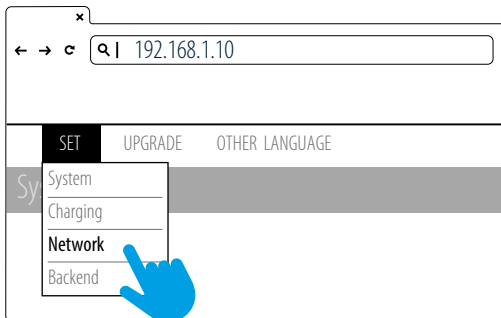 192.168.1.10
SET UPGRADE OTHER LANGUAGE
System
Charging
Network
Backend